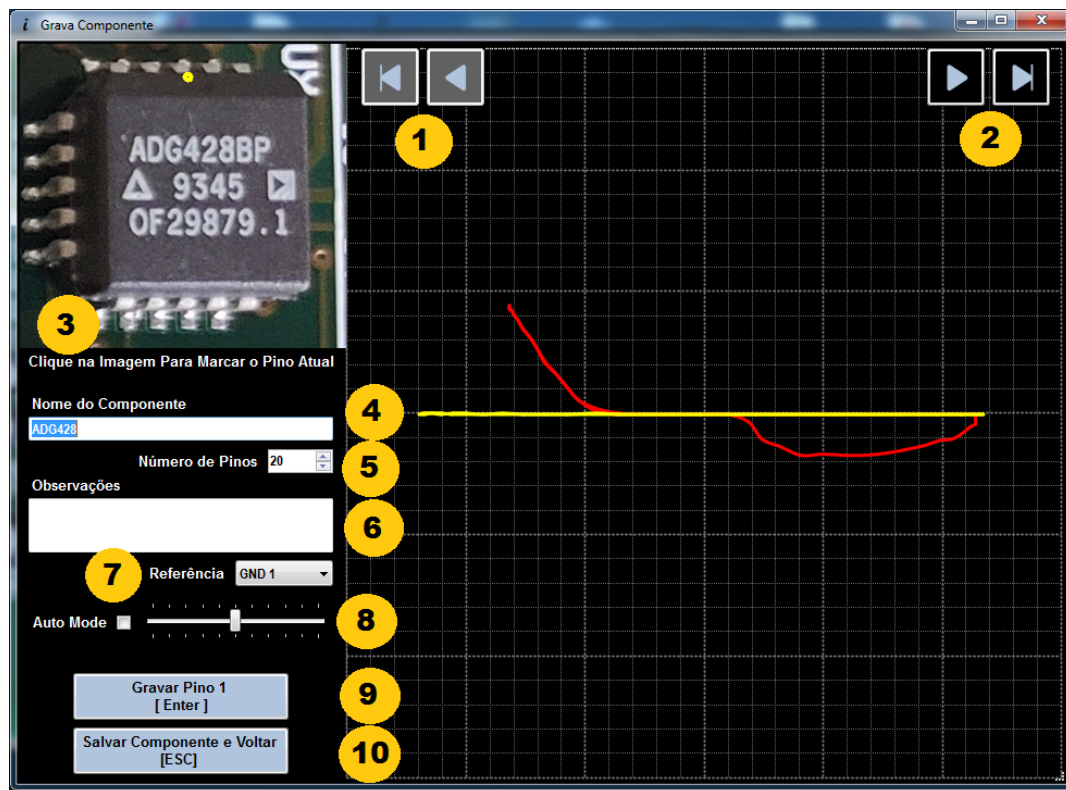 i Grava Componente
1
2
ADG428BP
9345
OF29879.1
3
Clique na Imagem Para Marcar o Pino Atual
Nome do Componente
4
ADG428
Número de Pinos 20
5
Observações
6
7
Referência GND 1
Auto Mode
8
Gravar Pino 1
[ Enter ]
9
Salvar Componente e Voltar
[ESC]
10